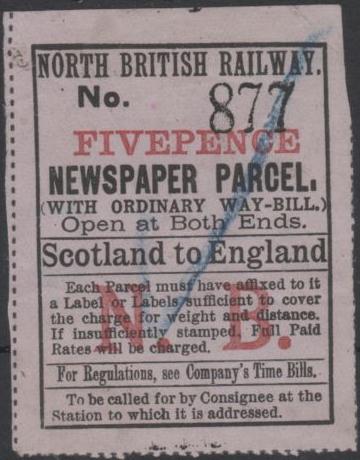 NORTH BRITISH RAILWAY.
No. 877
FIVEPENCE
NEWSPAPER PARCEL.
(WITH ORDINARY WAY-BILL.)
Open at Both Ends.
Scotland to England
Each Parcel must have affixed to it
a Label or Labels sufficient to cover
the charge for weight and distance.
If insufficiently stamped, Full Paid
Rates will be charged.
N. B.
For Regulations, see Company's Time Bills.
To be called for by Consignee at the
Station to which it is addressed.